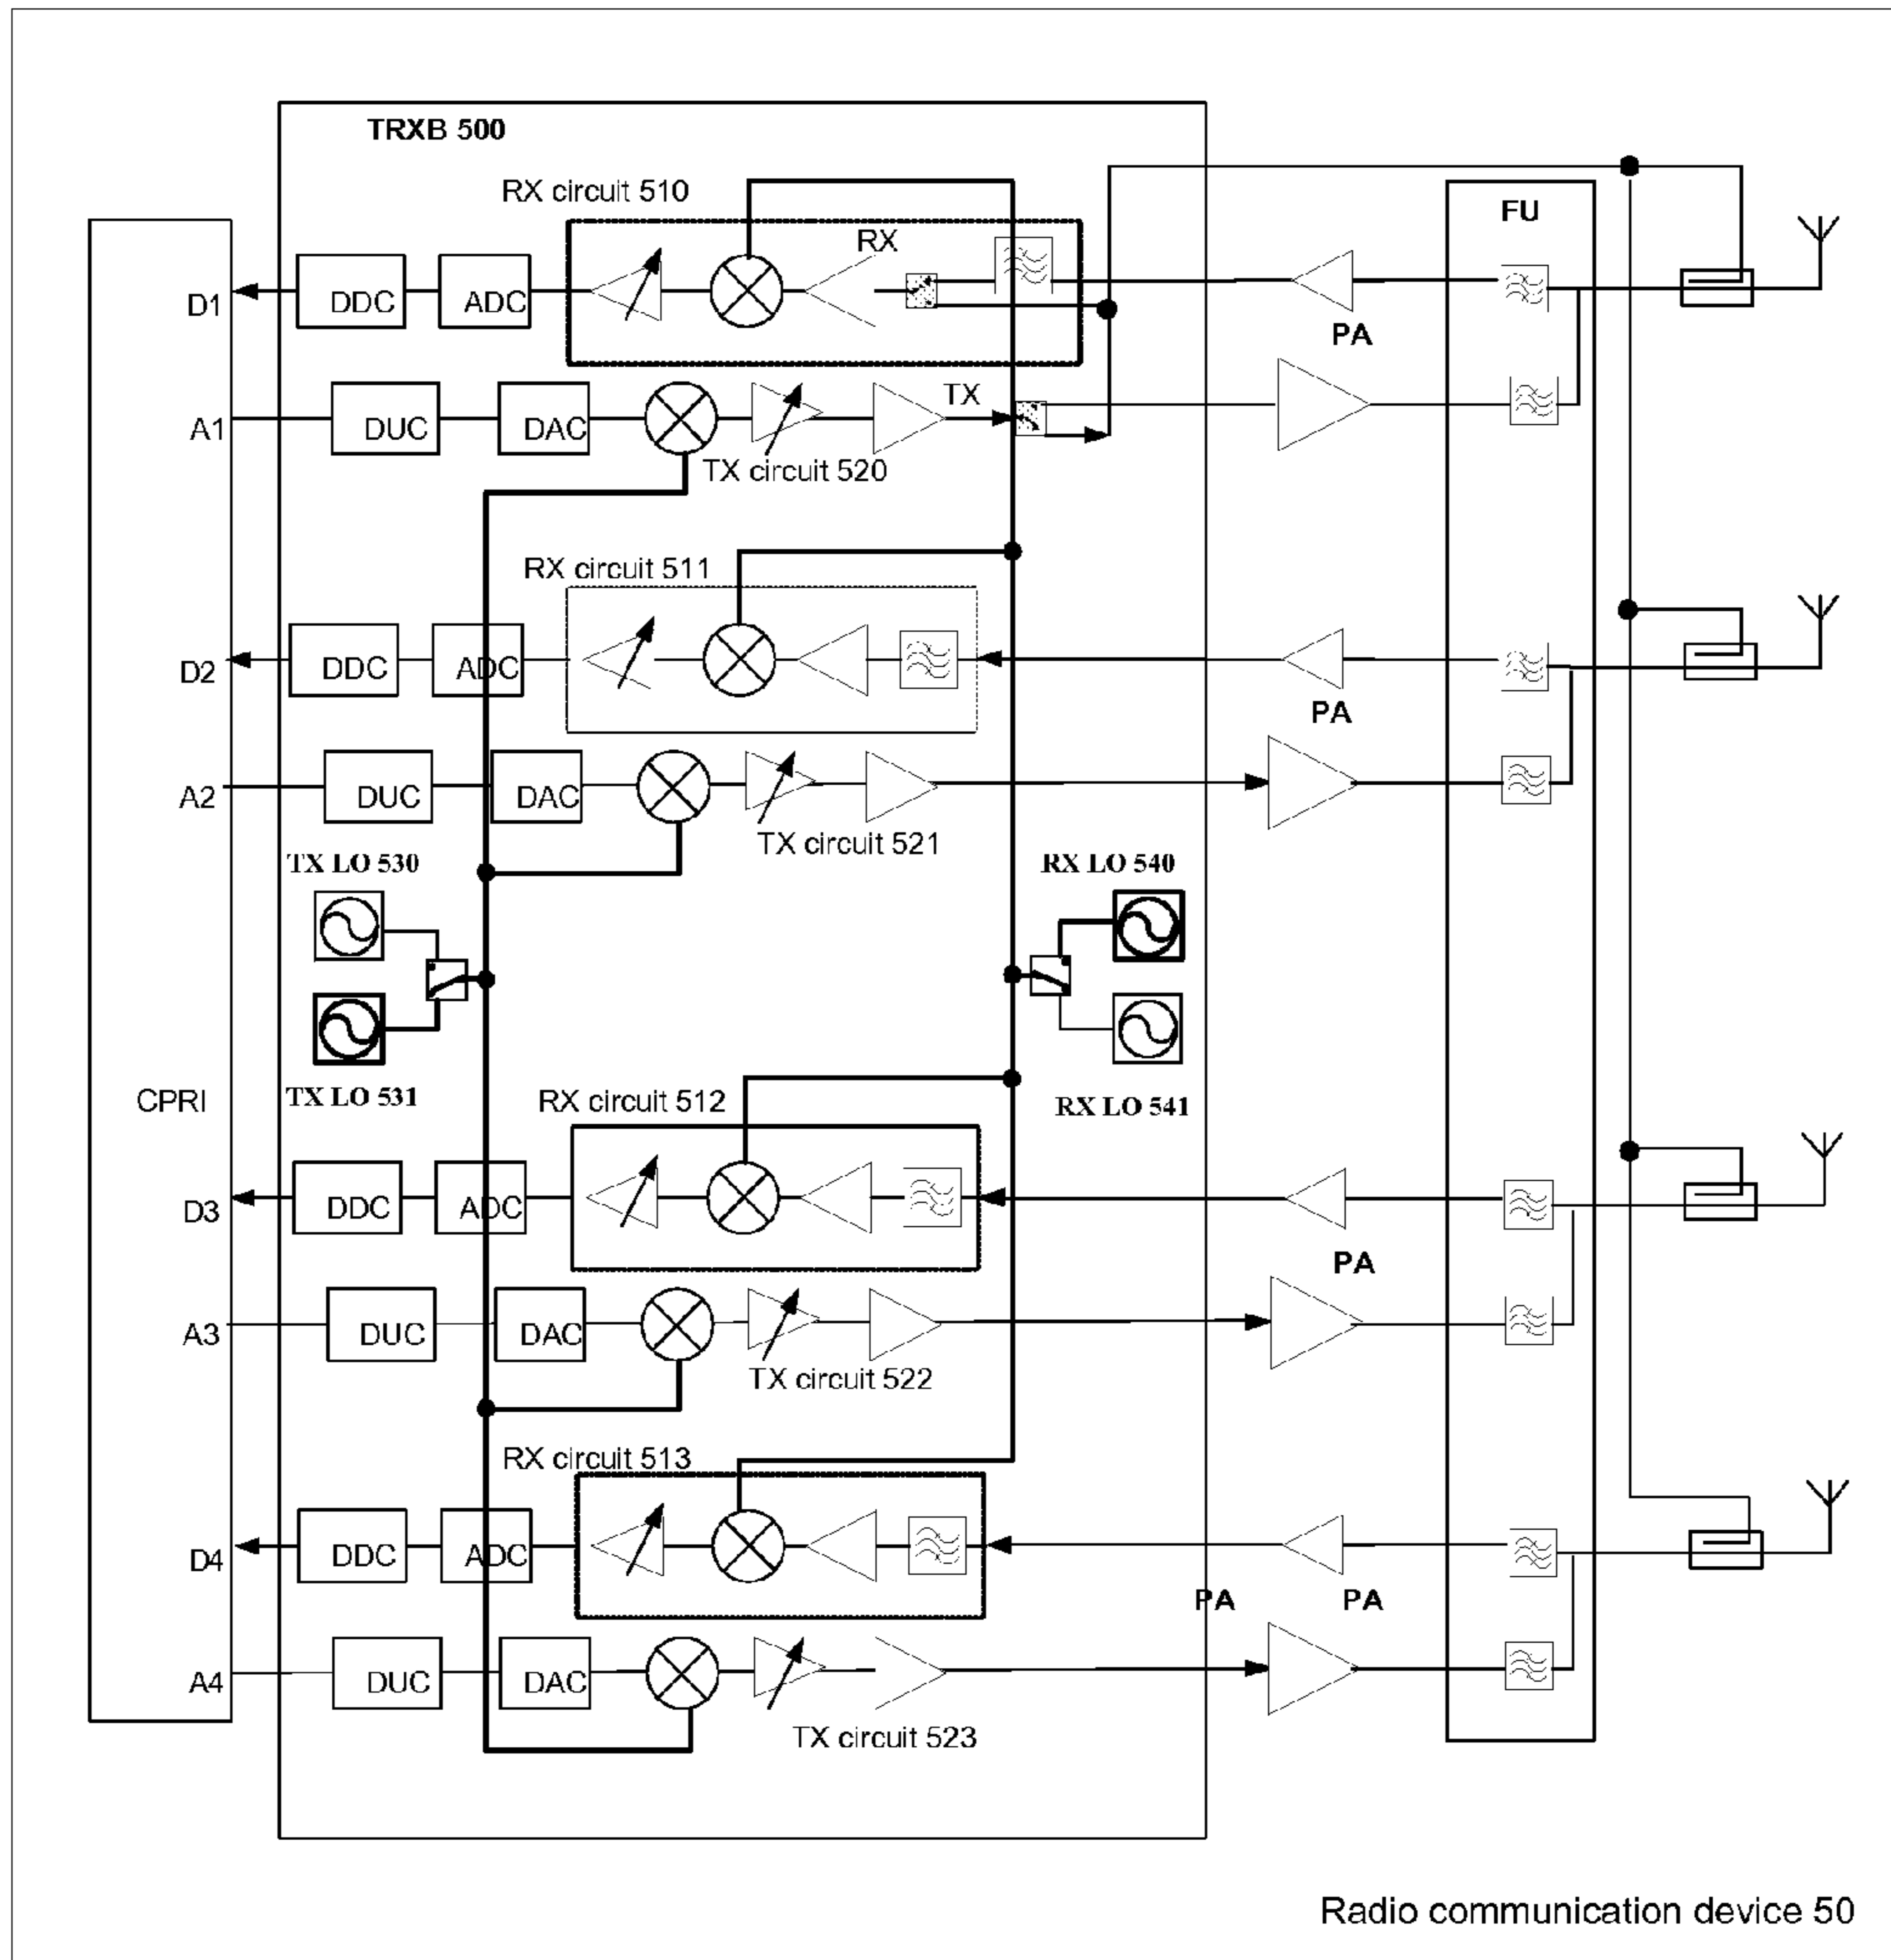 TRXB 500
RX circuit 510
FU
RX
D1
DDC
ADC
PA
TX
A1
DUC
DAC
TX circuit 520
RX circuit 511
D2
DDC
ADC
PA
A2
DUC
DAC
TX circuit 521
TX LO 530
RX LO 540
CPRI
TX LO 531
RX circuit 512
RX LO 541
D3
DDC
ADC
PA
A3
DUC
DAC
TX circuit 522
RX circuit 513
D4
DDC
ADC
PA
PA
A4
DUC
DAC
TX circuit 523
Radio communication device 50